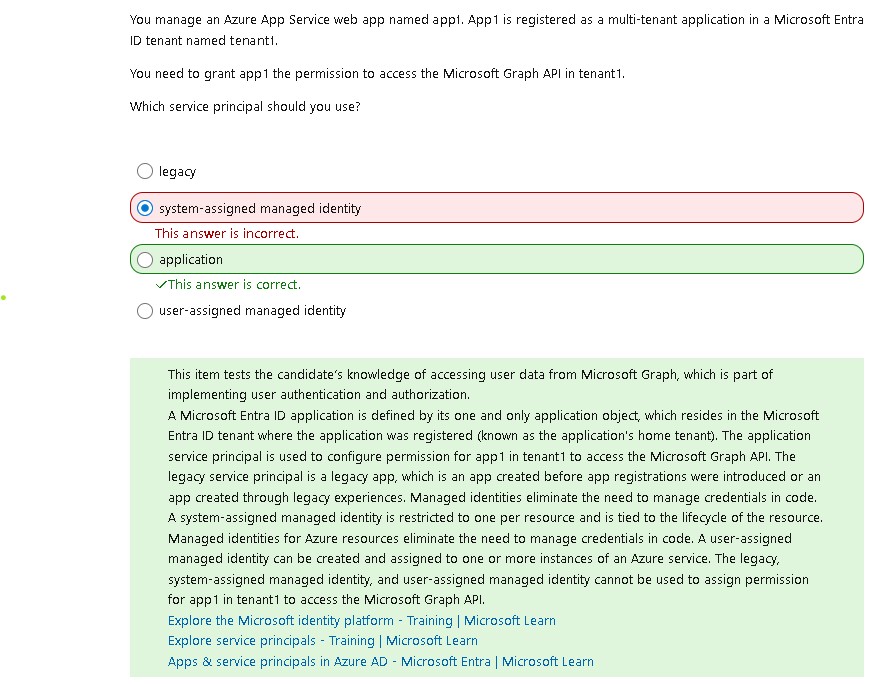 You manage an Azure App Service web app named app1. App1 is registered as a multi-tenant application in a Microsoft Entra
ID tenant named tenant1.
You need to grant app1 the permission to access the Microsoft Graph API in tenant1.
Which service principal should you use?
legacy
system-assigned managed identity
This answer is incorrect.
application
✓This answer is correct.
user-assigned managed identity
This item tests the candidate's knowledge of accessing user data from Microsoft Graph, which is part of
implementing user authentication and authorization.
A Microsoft Entra ID application is defined by its one and only application object, which resides in the Microsoft
Entra ID tenant where the application was registered (known as the application's home tenant). The application
service principal is used to configure permission for app1 in tenant1 to access the Microsoft Graph API. The
legacy service principal is a legacy app, which is an app created before app registrations were introduced or an
app created through legacy experiences. Managed identities eliminate the need to manage credentials in code.
A system-assigned managed identity is restricted to one per resource and is tied to the lifecycle of the resource.
Managed identities for Azure resources eliminate the need to manage credentials in code. A user-assigned
managed identity can be created and assigned to one or more instances of an Azure service. The legacy,
system-assigned managed identity, and user-assigned managed identity cannot be used to assign permission
for app1 in tenant1 to access the Microsoft Graph API.
Explore the Microsoft identity platform - Training | Microsoft Learn
Explore service principals - Training | Microsoft Learn
Apps & service principals in Azure AD - Microsoft Entra | Microsoft Learn